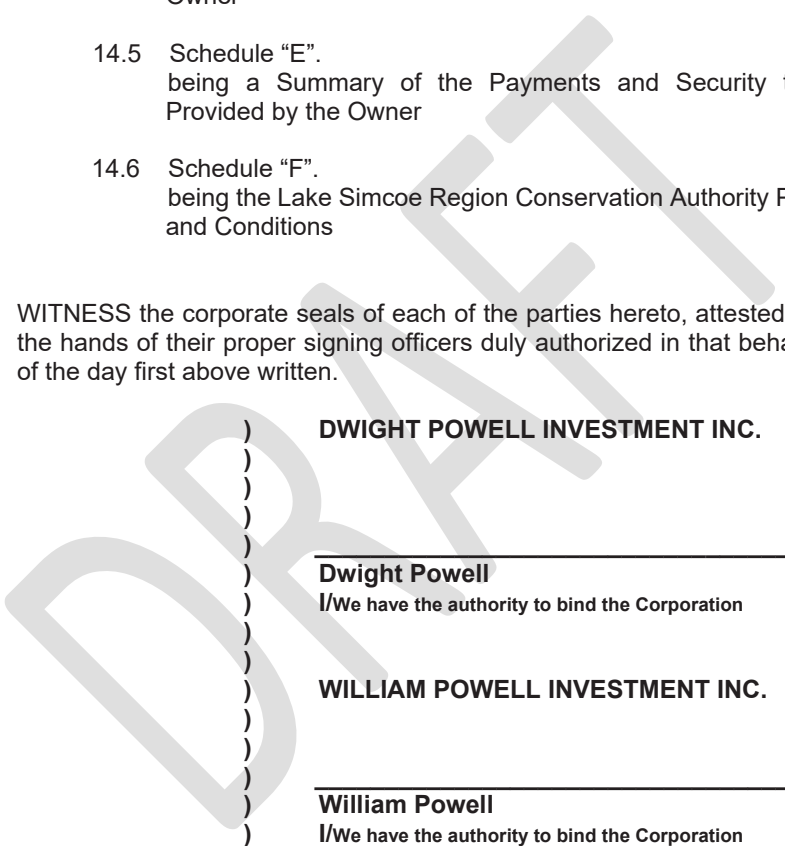 14.5 Schedule “E”.
being a Summary of the Payments and Security
Provided by the Owner
14.6 Schedule “F”.
being the Lake Simcoe Region Conservation Authority
and Conditions
WITNESS the corporate seals of each of the parties hereto, attested
the hands of their proper signing officers duly authorized in that
of the day first above written.
) DWIGHT POWELL INVESTMENT INC.
)
)
)
)
) Dwight Powell
) I/We have the authority to bind the Corporation
)
)
) WILLIAM POWELL INVESTMENT INC.
)
)
)
) William Powell
) I/We have the authority to bind the Corporation
DRAFT